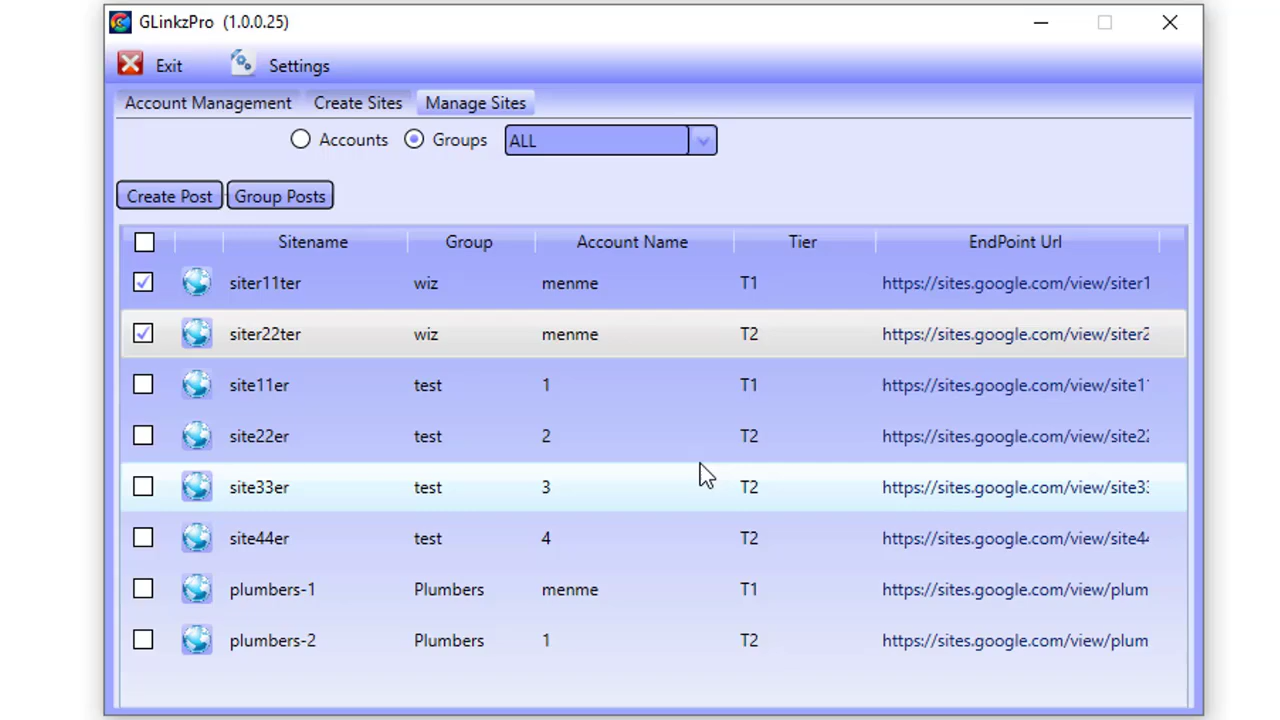 GLinkzPro (1.0.0.25)
Exit Settings
Account Management Create Sites Manage Sites
Accounts Groups ALL
Create Post Group Posts
Sitename Group Account Name Tier EndPoint Url
siter11ter wiz menme T1 https://sites.google.com/view/siter1
siter22ter wiz menme T2 https://sites.google.com/view/siter2
site11er test 1 T1 https://sites.google.com/view/site1
site22er test 2 T2 https://sites.google.com/view/site2
site33er test 3 T2 https://sites.google.com/view/site3
site44er test 4 T2 https://sites.google.com/view/site4
plumbers-1 Plumbers menme T1 https://sites.google.com/view/plum
plumbers-2 Plumbers 1 T2 https://sites.google.com/view/plum